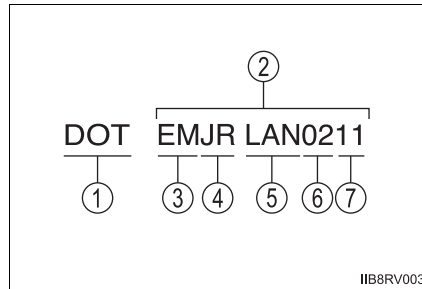 ②
DOT EMJR LAN0211
① ③ ④ ⑤ ⑥ ⑦
IIB8RV003